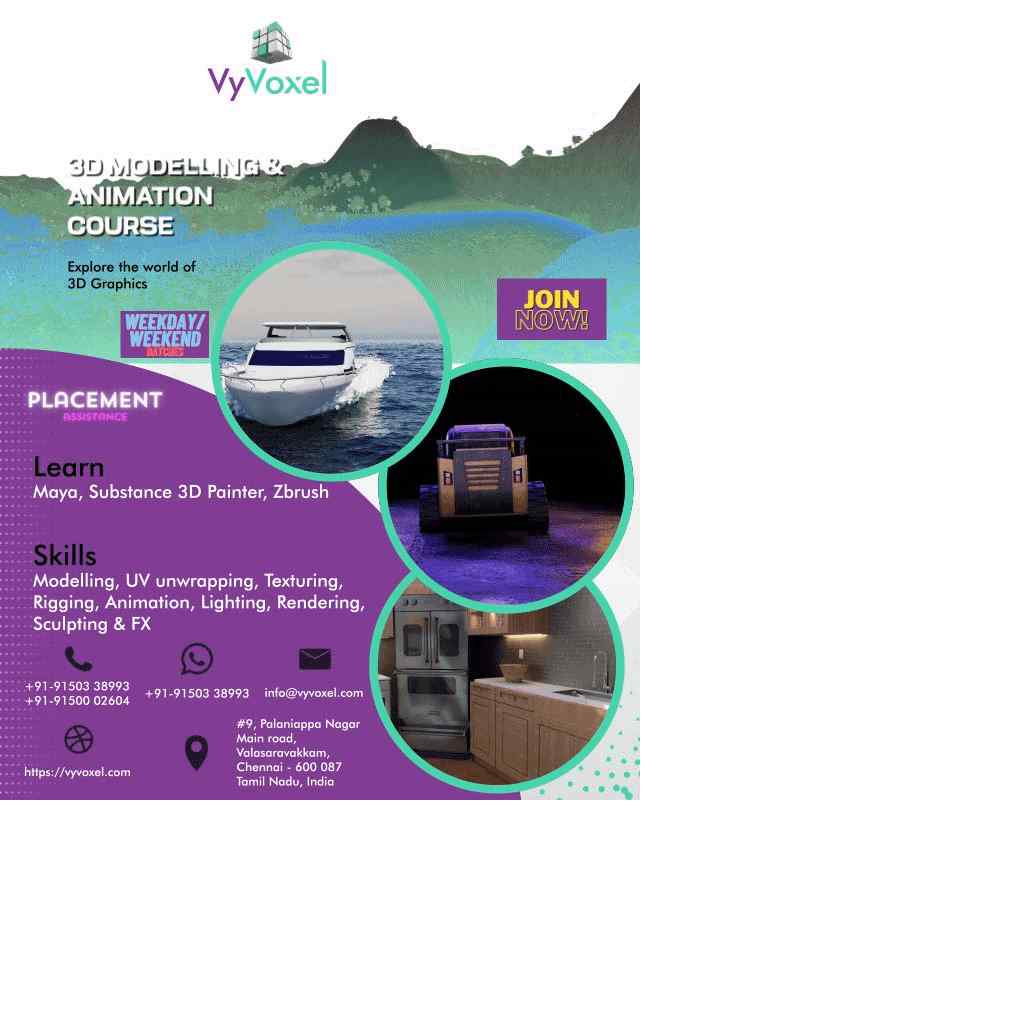 VyVoxel
3D MODELLING &
ANIMATION
COURSE
Explore the world of
3D Graphics
WEEKDAY/
WEEKEND
BATCHES
JOIN
NOW!
PLACEMENT
ASSISTANCE
Learn
Maya, Substance 3D Painter, Zbrush
Skills
Modelling, UV unwrapping, Texturing,
Rigging, Animation, Lighting, Rendering,
Sculpting & FX
+91-91503 38993
+91-91500 02604
+91-91503 38993
info@vyvoxel.com
https://vyvoxel.com
#9, Palaniappa Nagar
Main road,
Valasaravakkam,
Chennai - 600 087
Tamil Nadu, India